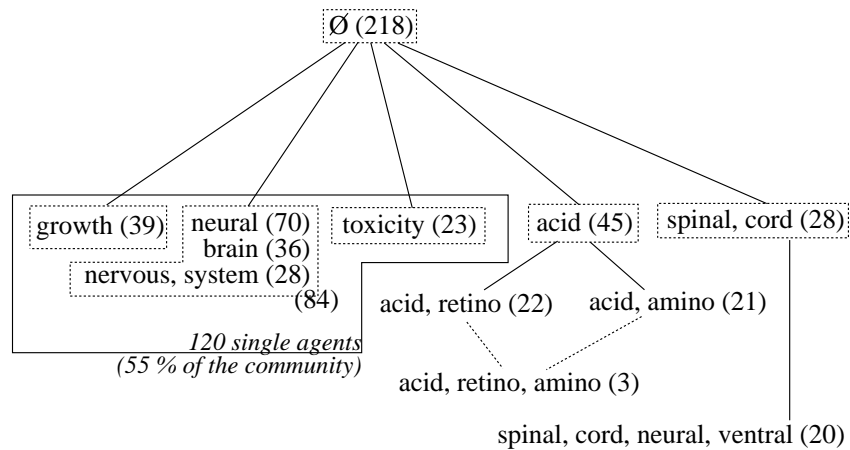 Ø (218)
growth (39)
neural (70)
brain (36)
nervous, system (28)
(84)
toxicity (23)
acid (45)
spinal, cord (28)
acid, retino (22)
acid, amino (21)
120 single agents
(55 % of the community)
acid, retino, amino (3)
spinal, cord, neural, ventral (20)